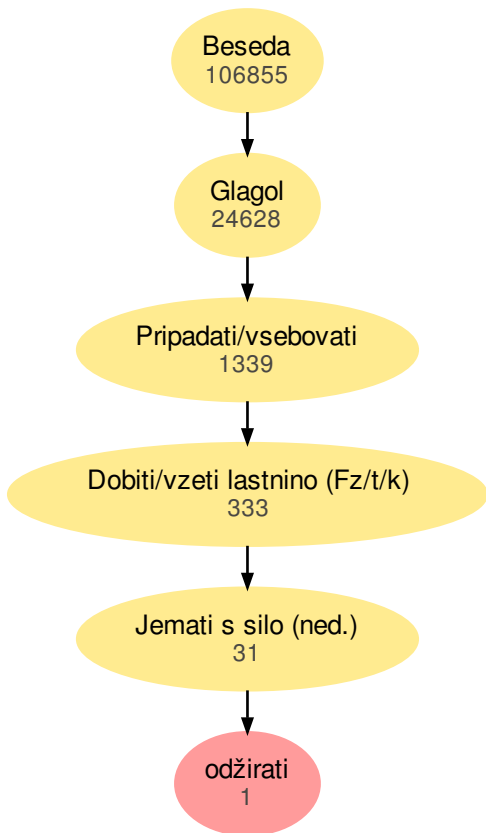 Beseda
106855
Glagol
24628
Pripadati/vsebovati
1339
Dobiti/vzeti lastnino (Fz/t/k)
333
Jemati s silo (ned.)
31
odžirati
1